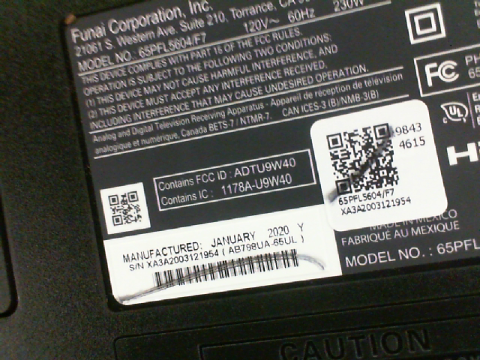 Funai Corporation, Inc.
21061 S. Western Ave. Suite 210, Torrance, CA
MODEL NO.: 65PFL5604/F7 120V~ 60Hz 230W
THIS DEVICE COMPLIES WITH PART 15 OF THE FCC RULES.
OPERATION IS SUBJECT TO THE FOLLOWING TWO CONDITIONS:
(1) THIS DEVICE MAY NOT CAUSE HARMFUL INTERFERENCE, AND
(2) THIS DEVICE MUST ACCEPT ANY INTERFERENCE RECEIVED,
INCLUDING INTERFERENCE THAT MAY CAUSE UNDESIRED OPERATION.
Analog and Digital Television Receiving Apparatus - Appareil de réception de télévision
analogique et numérique, Canada BETS-7 / NTMR-7. CAN ICES-3 (B)/NMB-3(B)
FC
PH
65
UL
Contains FCC ID : ADTU9W40
Contains IC : 1178A-U9W40
9843
4615
65PFL5604/F7
XA3A2003121954
MANUFACTURED: JANUARY 2020 Y
S/N XA3A2003121954 ( AB768UA-65UL )
MADE IN MEXICO
FABRIQUÉ AU MEXIQUE
MODEL NO. : 65PFL
CAUTION